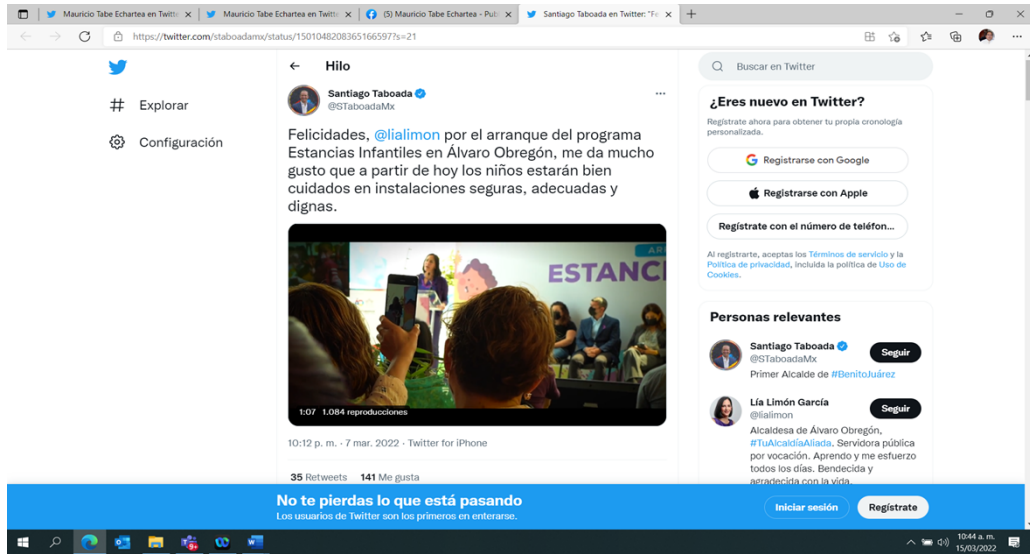 Mauricio Tabe Echartea en Twitte
Mauricio Tabe Echartea en Twitte
(5) Mauricio Tabe Echartea - Publ
Santiago Taboada en Twitter: "Fe
https://twitter.com/staboadamx/status/1501048208365166597?s=21
Explorar
Configuración
Hilo
Santiago Taboada
@STaboadaMx
Felicidades, @lialimon por el arranque del programa
Estancias Infantiles en Álvaro Obregón, me da mucho
gusto que a partir de hoy los niños estarán bien
cuidados en instalaciones seguras, adecuadas y
dignas.
ESTANCI
1:07 1.084 reproducciones
10:12 p. m. · 7 mar. 2022 · Twitter for iPhone
35 Retweets 141 Me gusta
Buscar en Twitter
¿Eres nuevo en Twitter?
Regístrate ahora para obtener tu propia cronología
personalizada.
Registrarse con Google
Registrarse con Apple
Regístrate con el número de teléfon...
Al registrarte, aceptas los Términos de servicio y la
Política de privacidad, incluida la política de Uso de
Cookies.
Personas relevantes
Santiago Taboada
@STaboadaMx
Seguir
Primer Alcalde de #BenitoJuárez
Lía Limón García
@lialimon
Seguir
Alcaldesa de Álvaro Obregón,
#TuAlcaldíaAliada. Servidora pública
por vocación. Aprendo y me esfuerzo
todos los días. Bendecida y
agradecida con la vida.
No te pierdas lo que está pasando
Los usuarios de Twitter son los primeros en enterarse.
Iniciar sesión
Regístrate
10:44 a. m.
15/03/2022